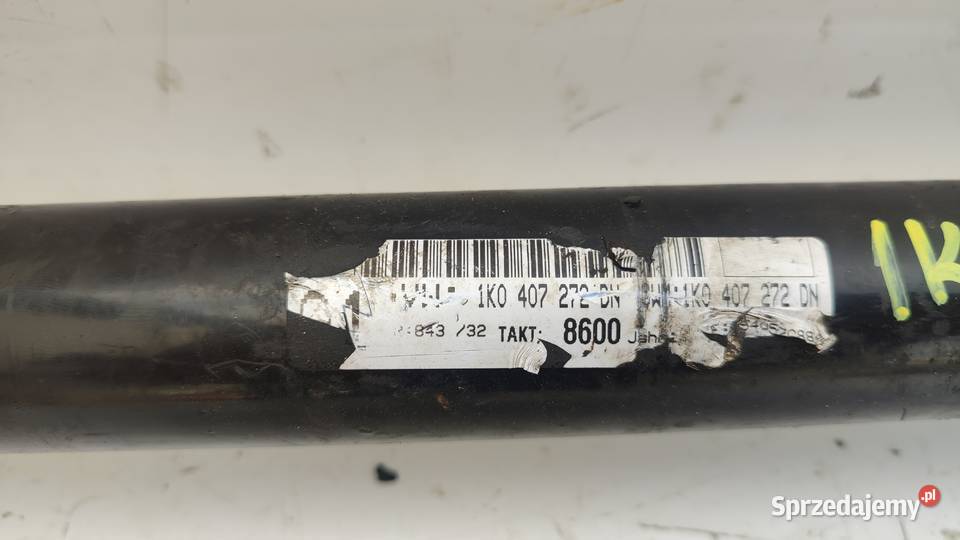 1K0 407 272 DN
1K0 407 272 DN
843 /32 TAKT: 8600
1K
Sprzedajemy.pl